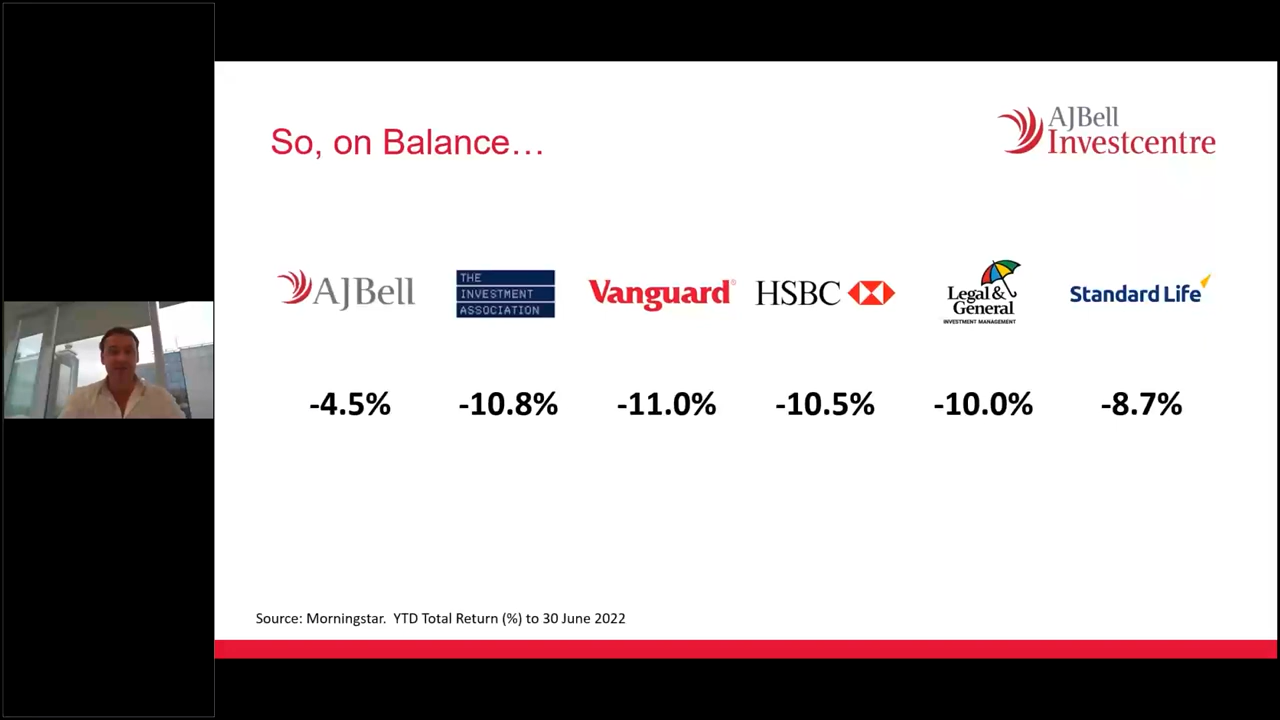 So, on Balance…
AJBell
Investcentre
AJBell
THE
INVESTMENT
ASSOCIATION
Vanguard®
HSBC
Legal &
General
INVESTMENT MANAGEMENT
Standard Life
-4.5% -10.8% -11.0% -10.5% -10.0% -8.7%
Source: Morningstar. YTD Total Return (%) to 30 June 2022